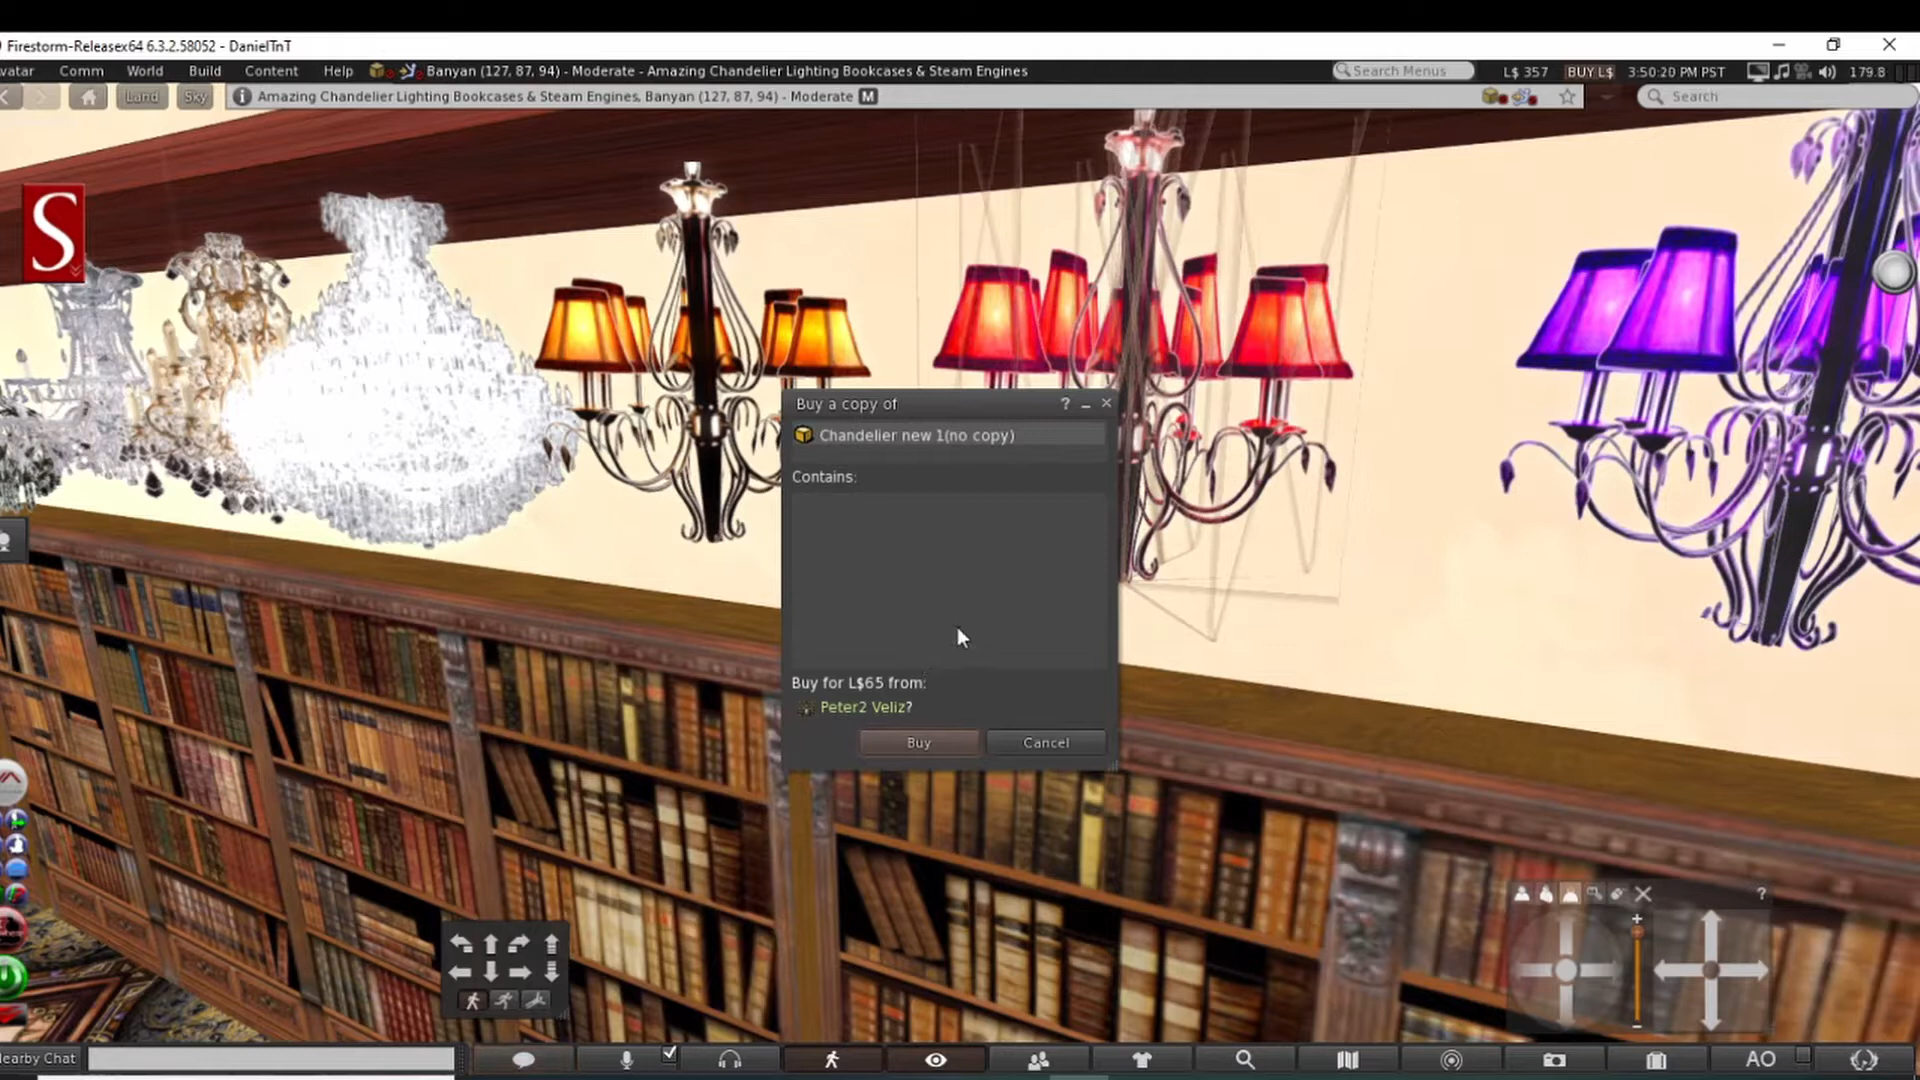 Firestorm-Releasex64 6.3.2.58052 - DanielTnT
vatar Comm World Build Content Help Banyan (127, 87, 94) - Moderate - Amazing Chandelier Lighting Bookcases & Steam Engines Search Menus L$ 357 BUY L$ 3:50:20 PM PST 179.8
Land Sky Amazing Chandelier Lighting Bookcases & Steam Engines, Banyan (127, 87, 94) - Moderate M Search
S
Buy a copy of ?
Chandelier new 1(no copy)
Contains:
Buy for L$65 from:
Peter2 Veliz?
Buy Cancel
?
earby Chat AO